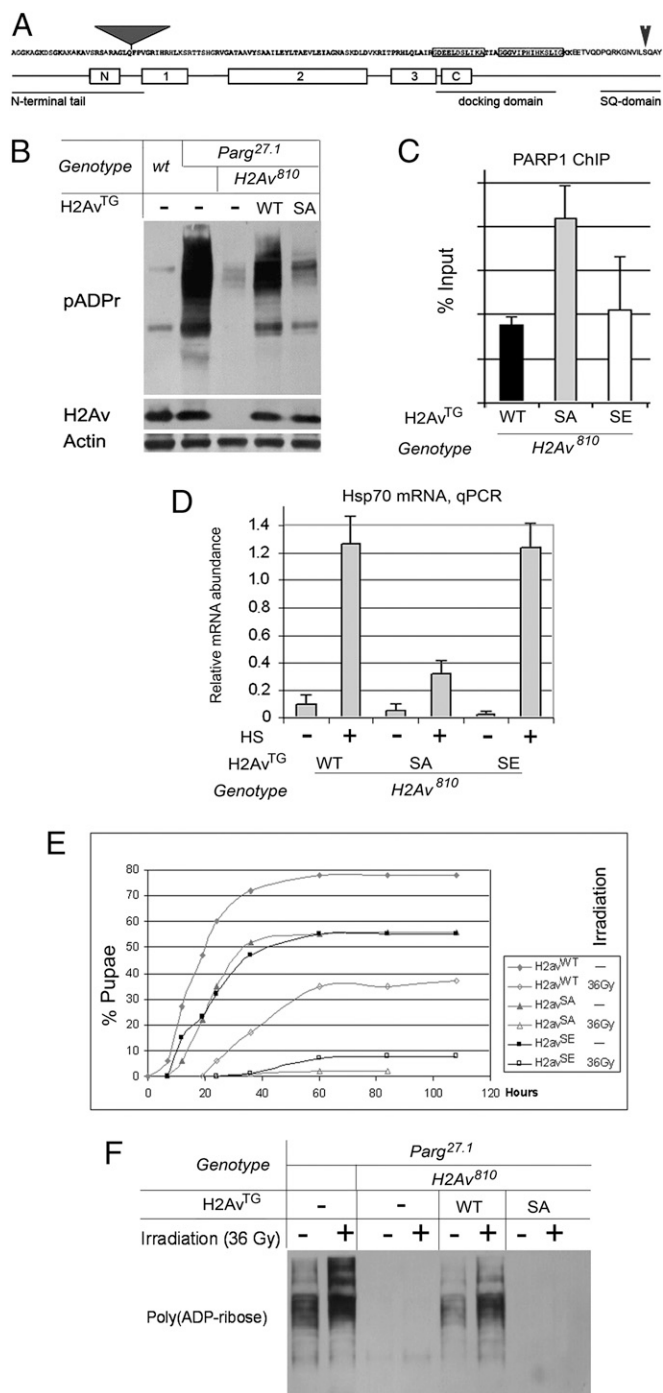 A
N 1 2 3 C
N-terminal tail docking domain SQ-domain
B
Genotype wt Parg27.1
H2Av810
H2AvTG - - - WT SA
pADPr
H2Av
Actin
C
PARP1 ChIP
% Input
H2AvTG WT SA SE
Genotype H2Av810
D
Hsp70 mRNA, qPCR
Relative mRNA abundance
1.4
1.2
1.0
0.8
0.6
0.4
0.2
0
HS - + - + - +
H2AvTG WT SA SE
Genotype H2Av810
E
% Pupae
80
70
60
50
40
30
20
10
0
0 20 40 60 80 100 120 Hours
Irradiation
H2avWT —
H2avWT 36Gy
H2avSA —
H2avSA 36Gy
H2avSE —
H2avSE 36Gy
F
Genotype Parg27.1
H2Av810
H2AvTG - - WT SA
Irradiation (36 Gy) - + - + - + - +
Poly(ADP-ribose)